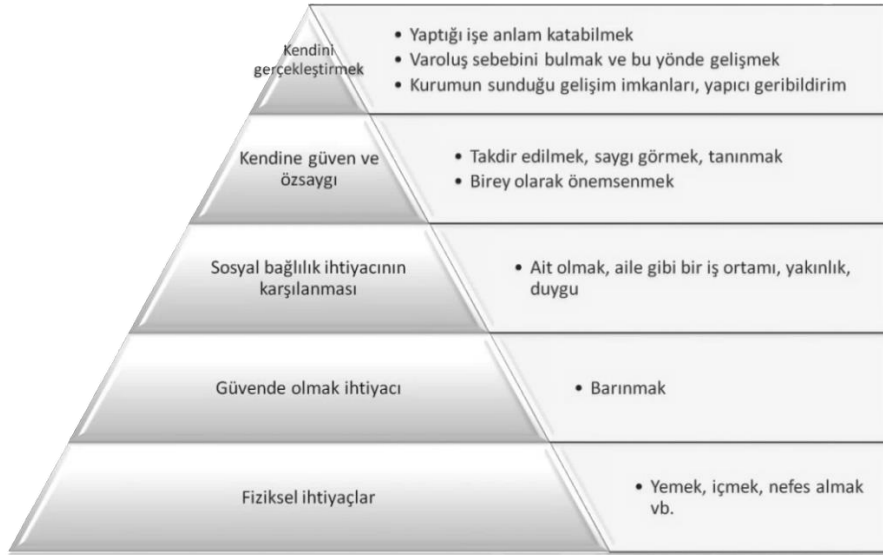 Kendini
gerçekleştirmek
• Yaptığı işe anlam katabilmek
• Varoluş sebebini bulmak ve bu yönde gelişmek
• Kurumun sunduğu gelişim imkanları, yapıcı geribildirim
Kendine güven ve
özsaygı
• Takdir edilmek, saygı görmek, tanınmak
• Birey olarak önemsenmek
Sosyal bağlılık ihtiyacının
karşılanması
• Ait olmak, aile gibi bir iş ortamı, yakınlık,
duygu
Güvende olmak ihtiyacı
• Barınmak
Fiziksel ihtiyaçlar
• Yemek, içmek, nefes almak
vb.